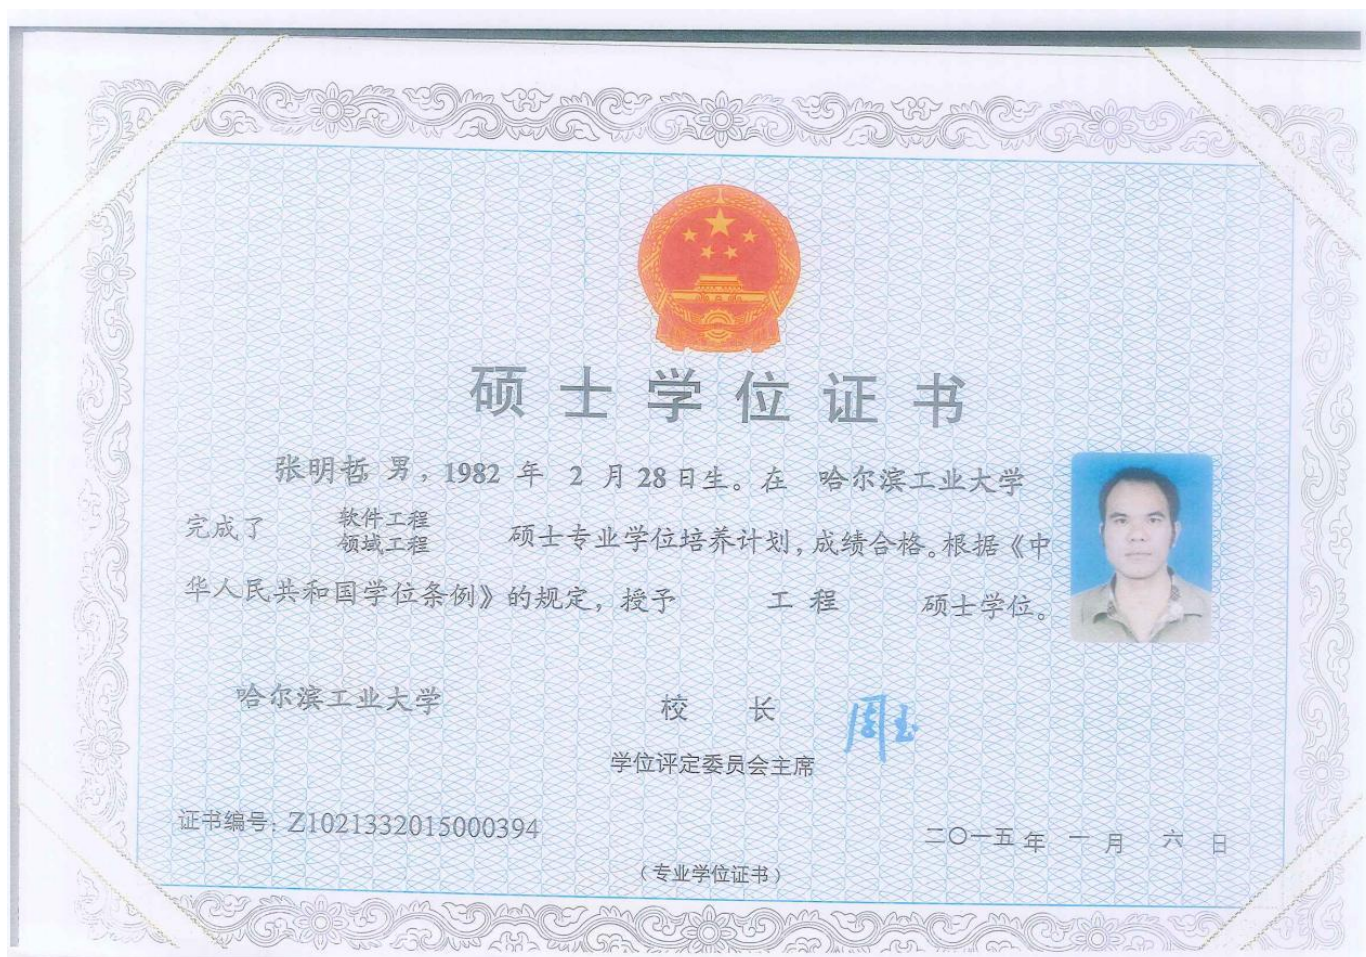 硕士学位证书
张明哲 男，1982 年 2 月 28 日生。在 哈尔滨工业大学
完成了 软件工程 领域工程 硕士专业学位培养计划，成绩合格。根据《中
华人民共和国学位条例》的规定，授予 工程 硕士学位。
哈尔滨工业大学 校长 周玉
学位评定委员会主席
证书编号：Z1021332015000394
二〇一五年 一月 六日
（专业学位证书）